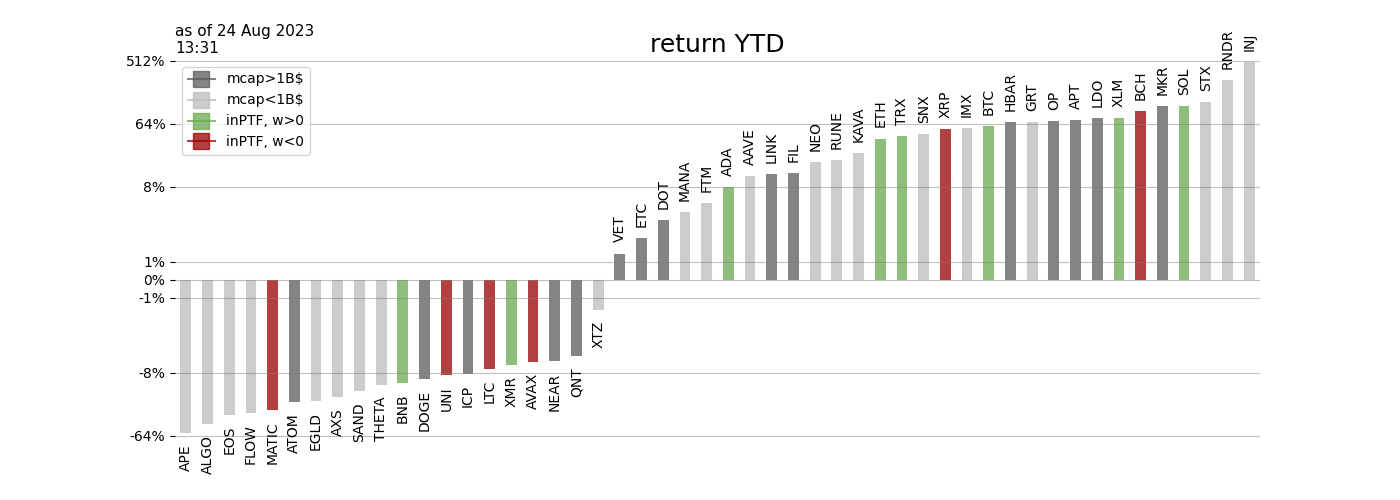 as of 24 Aug 2023
13:31
return YTD
mcap>1B$
mcap<1B$
inPTF, w>0
inPTF, w<0
512%
64%
8%
1%
0%
-1%
-8%
-64%
APE
ALGO
EOS
FLOW
MATIC
ATOM
EGLD
AXS
SAND
THETA
BNB
DOGE
UNI
ICP
LTC
XMR
AVAX
NEAR
QNT
XTZ
VET
ETC
DOT
MANA
FTM
ADA
AAVE
LINK
FIL
NEO
RUNE
KAVA
ETH
TRX
SNX
XRP
IMX
BTC
HBAR
GRT
OP
APT
LDO
XLM
BCH
MKR
SOL
STX
RNDR
INJ